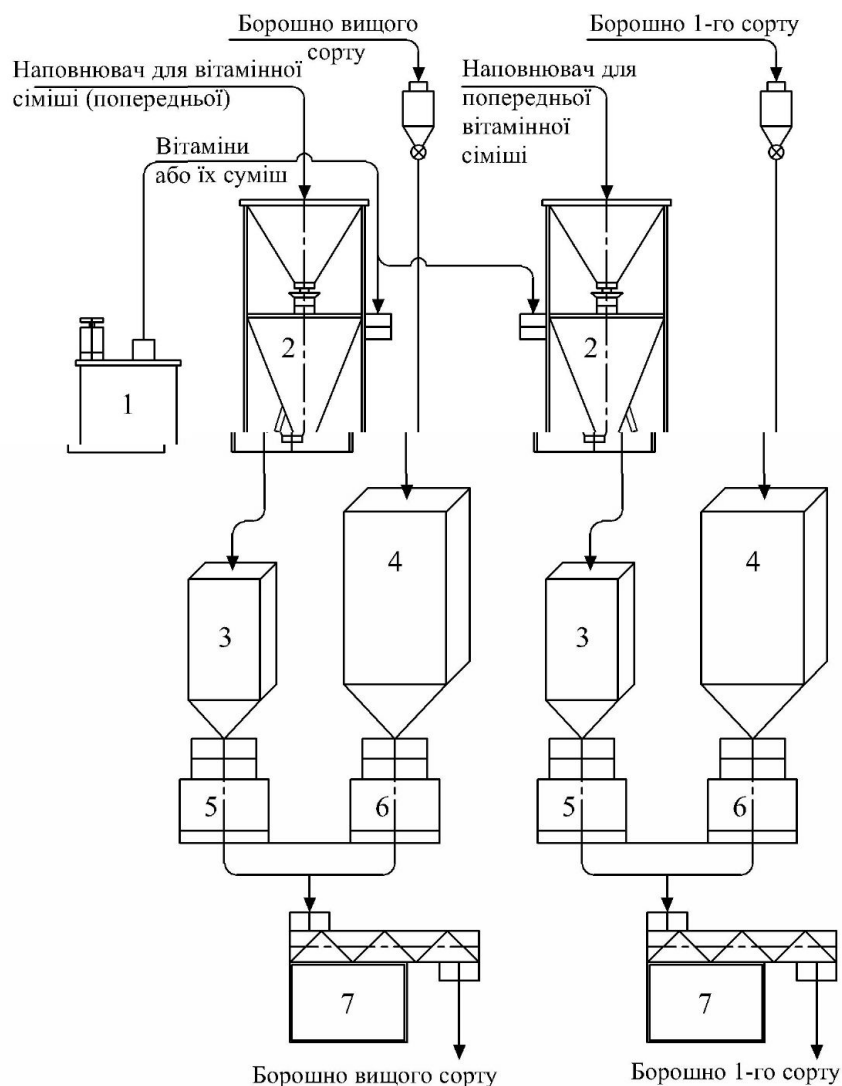 Борошно вищого
сорту
Борошно 1-го сорту
Наповнювач для вітамінної
сіміші (попередньої)
Наповнювач для
попередньої
вітамінної
сіміші
Вітаміни
або їх суміш
1
2
2
3
4
3
4
5
6
5
6
7
7
Борошно вищого сорту
Борошно 1-го сорту